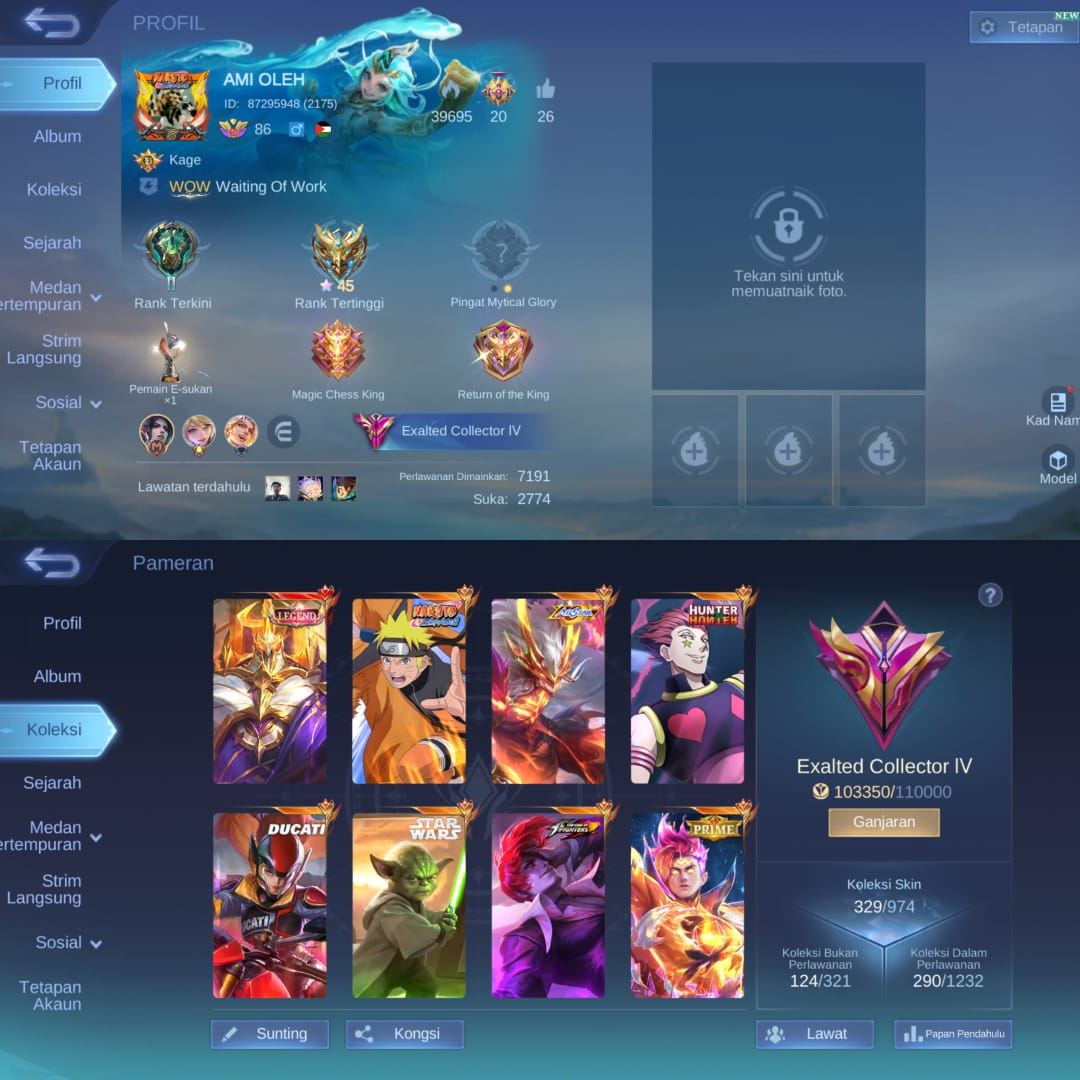 PROFIL
NEW
Tetapan
Profil
Album
Koleksi
Sejarah
Medan
ertempuran
Strim
Langsung
Sosial
Tetapan
Akaun
AMI OLEH
ID: 87295948 (2175)
86
39695
20
26
Kage
WOW Waiting Of Work
II
Rank Terkini
45
Rank Tertinggi
Pingat Mytical Glory
Pemain E-sukan
×1
Magic Chess King
Return of the King
Exalted Collector IV
Lawatan terdahulu
Perlawanan Dimainkan: 7191
Suka: 2774
Tekan sini untuk
memuatnaik foto.
Kad Nam
Model
Pameran
Profil
Album
Koleksi
Sejarah
Medan
ertempuran
Strim
Langsung
Sosial
Tetapan
Akaun
LEGEND
NARUTO
HUNTER
HUNTER
DUCATI
DUCATI
STAR
WARS
PRIME
?
Exalted Collector IV
103350/110000
Ganjaran
Koleksi Skin
329/974
Koleksi Bukan
Perlawanan
124/321
Koleksi Dalam
Perlawanan
290/1232
Sunting
Kongsi
Lawat
Papan Pendahulu